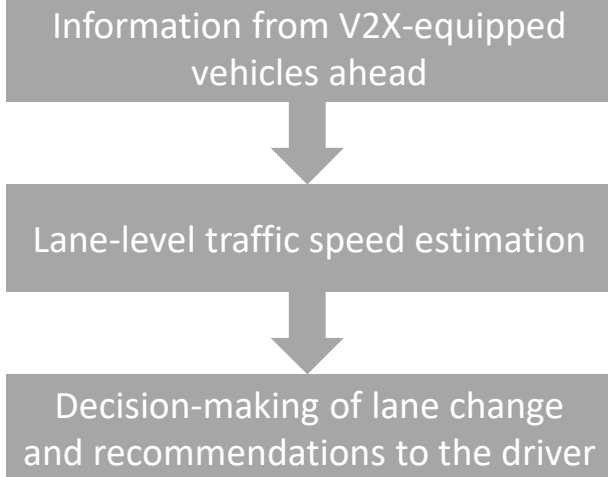 Information from V2X-equipped
vehicles ahead
Lane-level traffic speed estimation
Decision-making of lane change
and recommendations to the driver